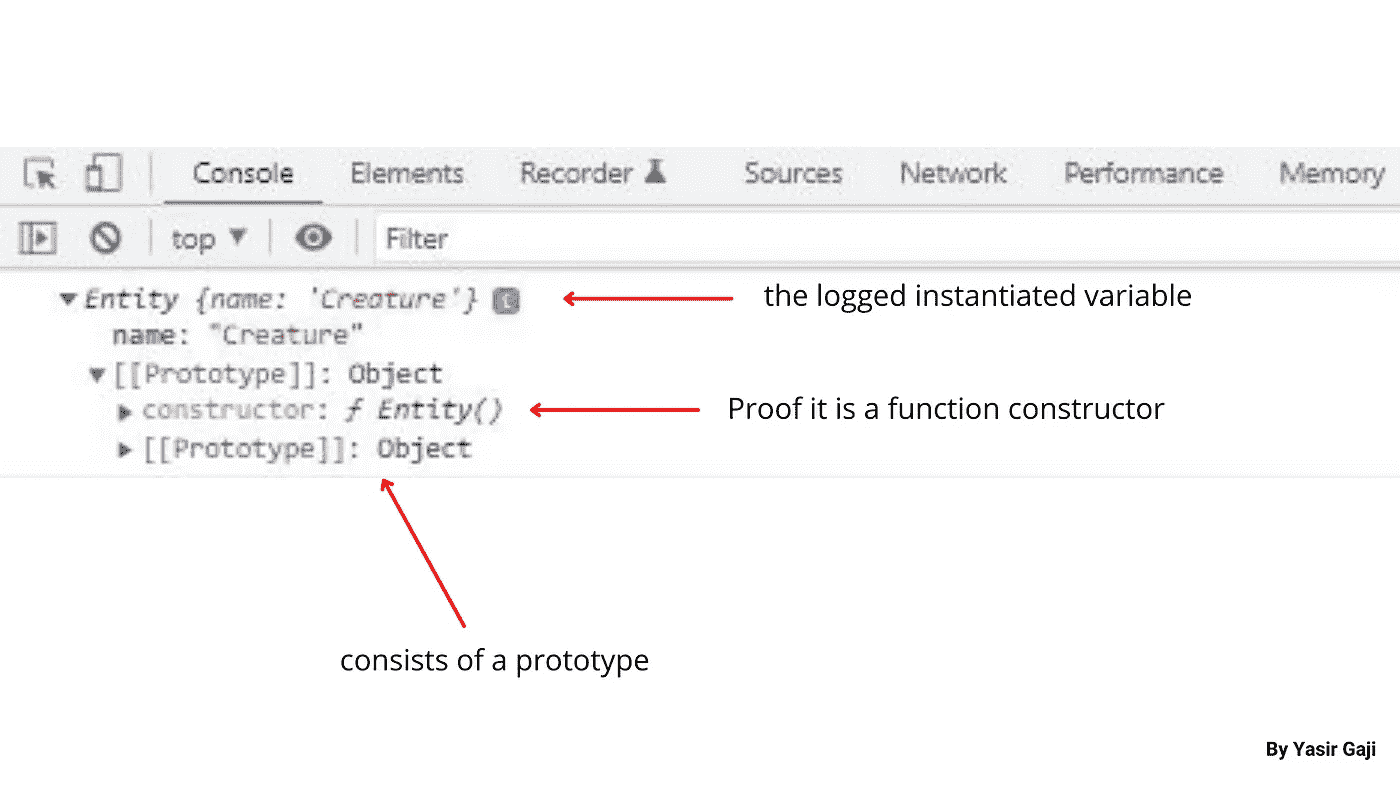 Console Elements Recorder Sources Network Performance Memory
top Filter
Entity {name: 'Creature'} i the logged instantiated variable
name: "Creature"
[[Prototype]]: Object
constructor: ƒ Entity() Proof it is a function constructor
[[Prototype]]: Object
consists of a prototype
By Yasir Gaji